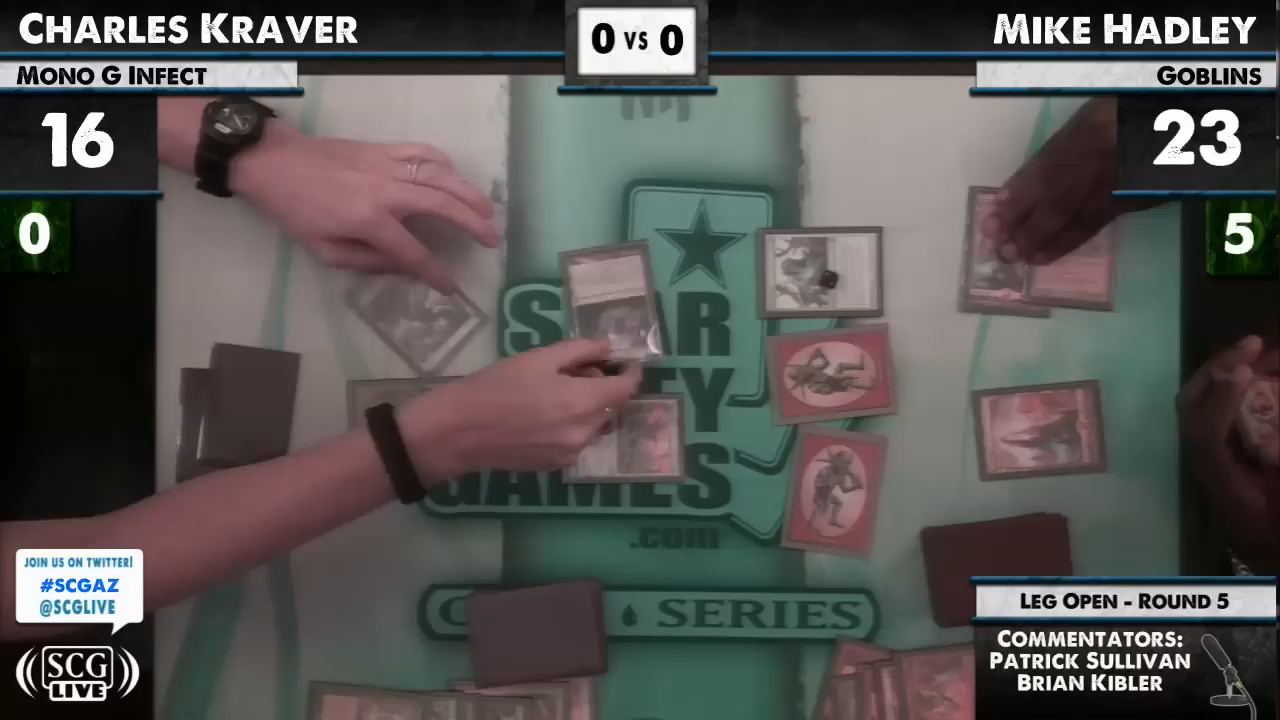 CHARLES KRAVER
0 VS 0
MIKE HADLEY
MONO G INFECT
GOBLINS
16
23
0
5
STAR
GAMES
.com
SERIES
JOIN US ON TWITTER!
#SCGAZ
@SCGLIVE
SCG
LIVE
LEG OPEN - ROUND 5
COMMENTATORS:
PATRICK SULLIVAN
BRIAN KIBLER